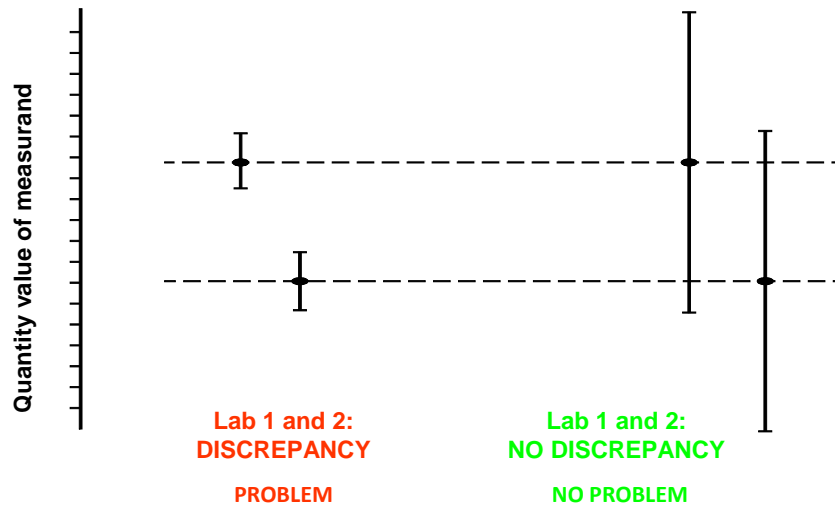 Quantity value of measurand
Lab 1 and 2:
DISCREPANCY
PROBLEM
Lab 1 and 2:
NO DISCREPANCY
NO PROBLEM